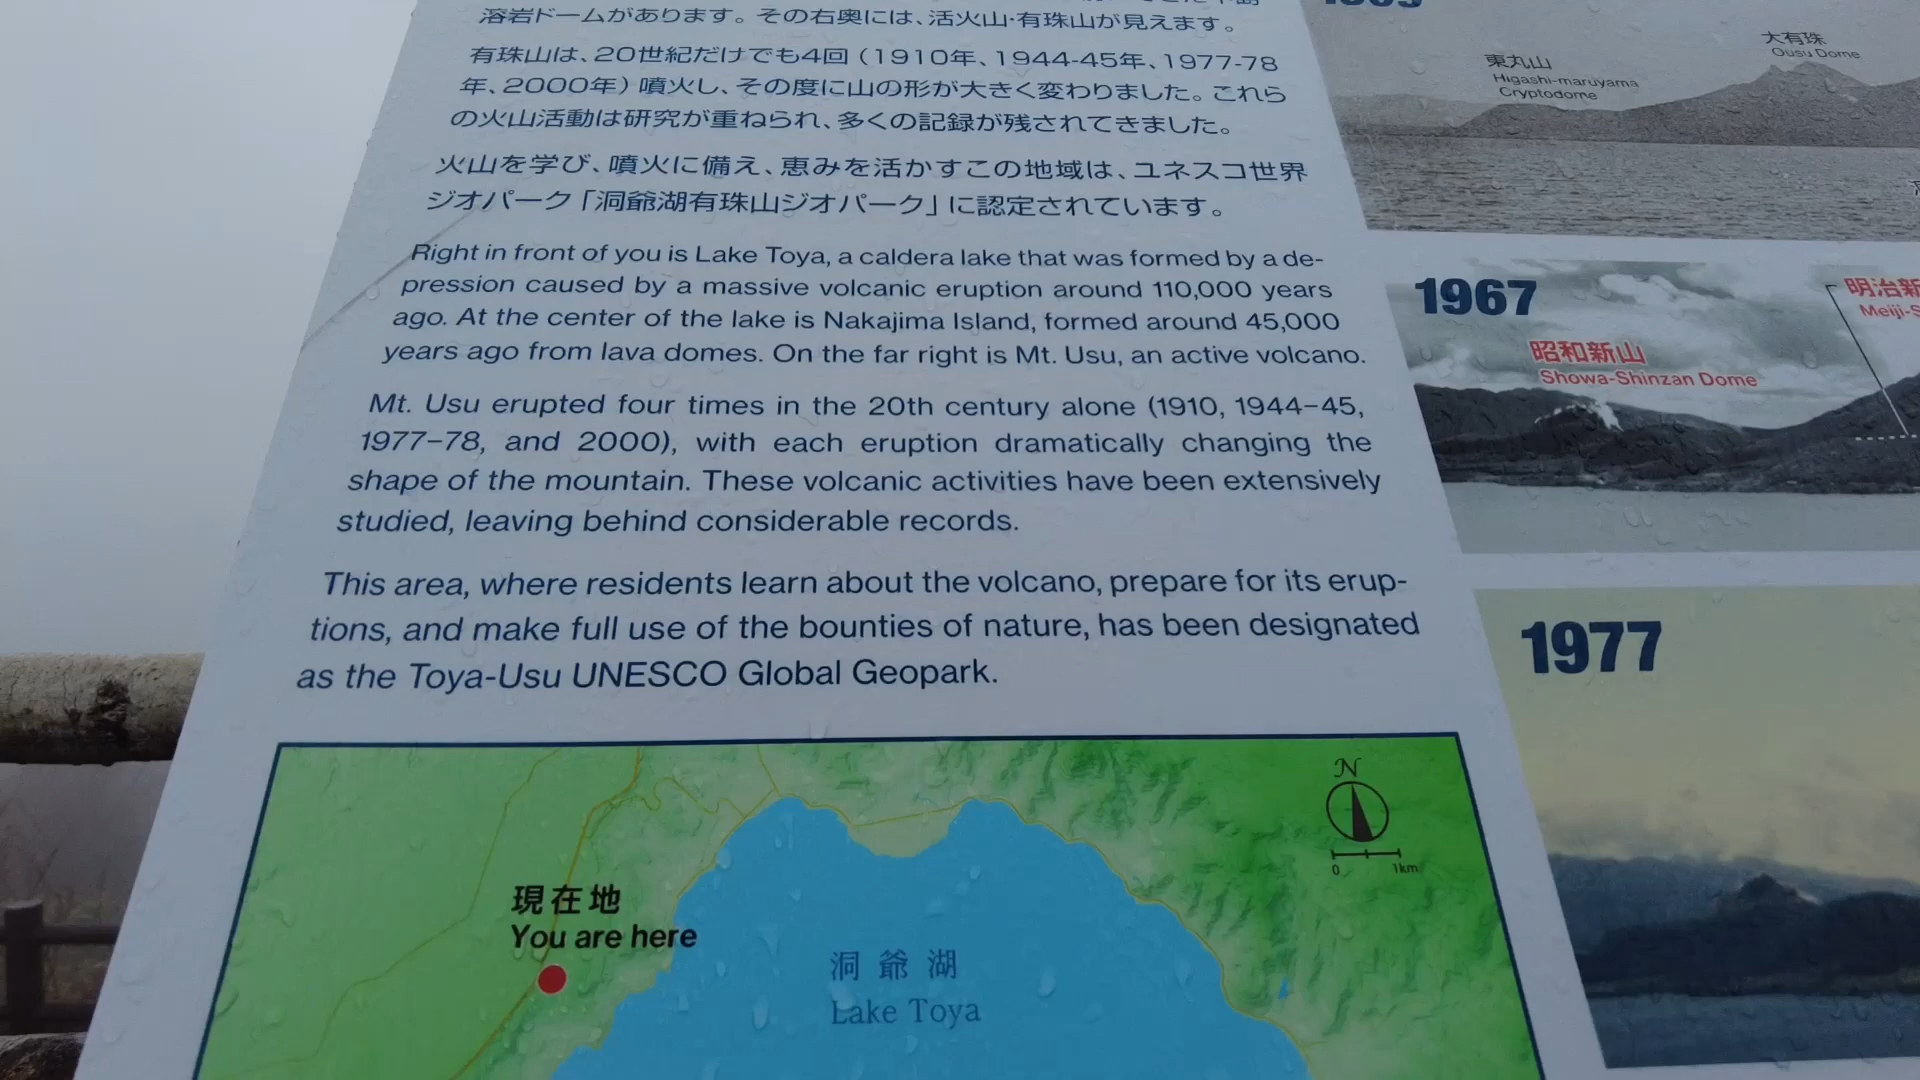 溶岩ドームがあります。その右奥には、活火山・有珠山が見えます。
有珠山は、20世紀だけでも4回（1910年、1944-45年、1977-78
年、2000年）噴火し、その度に山の形が大きく変わりました。これら
の火山活動は研究が重ねられ、多くの記録が残されてきました。
火山を学び、噴火に備え、恵みを活かすこの地域は、ユネスコ世界
ジオパーク「洞爺湖有珠山ジオパーク」に認定されています。
Right in front of you is Lake Toya, a caldera lake that was formed by a de-
pression caused by a massive volcanic eruption around 110,000 years
ago. At the center of the lake is Nakajima Island, formed around 45,000
years ago from lava domes. On the far right is Mt. Usu, an active volcano.
Mt. Usu erupted four times in the 20th century alone (1910, 1944–45,
1977–78, and 2000), with each eruption dramatically changing the
shape of the mountain. These volcanic activities have been extensively
studied, leaving behind considerable records.
This area, where residents learn about the volcano, prepare for its erup-
tions, and make full use of the bounties of nature, has been designated
as the Toya-Usu UNESCO Global Geopark.
N
0 1km
現在地
You are here
洞爺湖
Lake Toya
東丸山
Higashi-maruyama
Cryptodome
大有珠
Ousu Dome
1967
昭和新山
Showa-Shinzan Dome
明治新
Meiji-S
1977